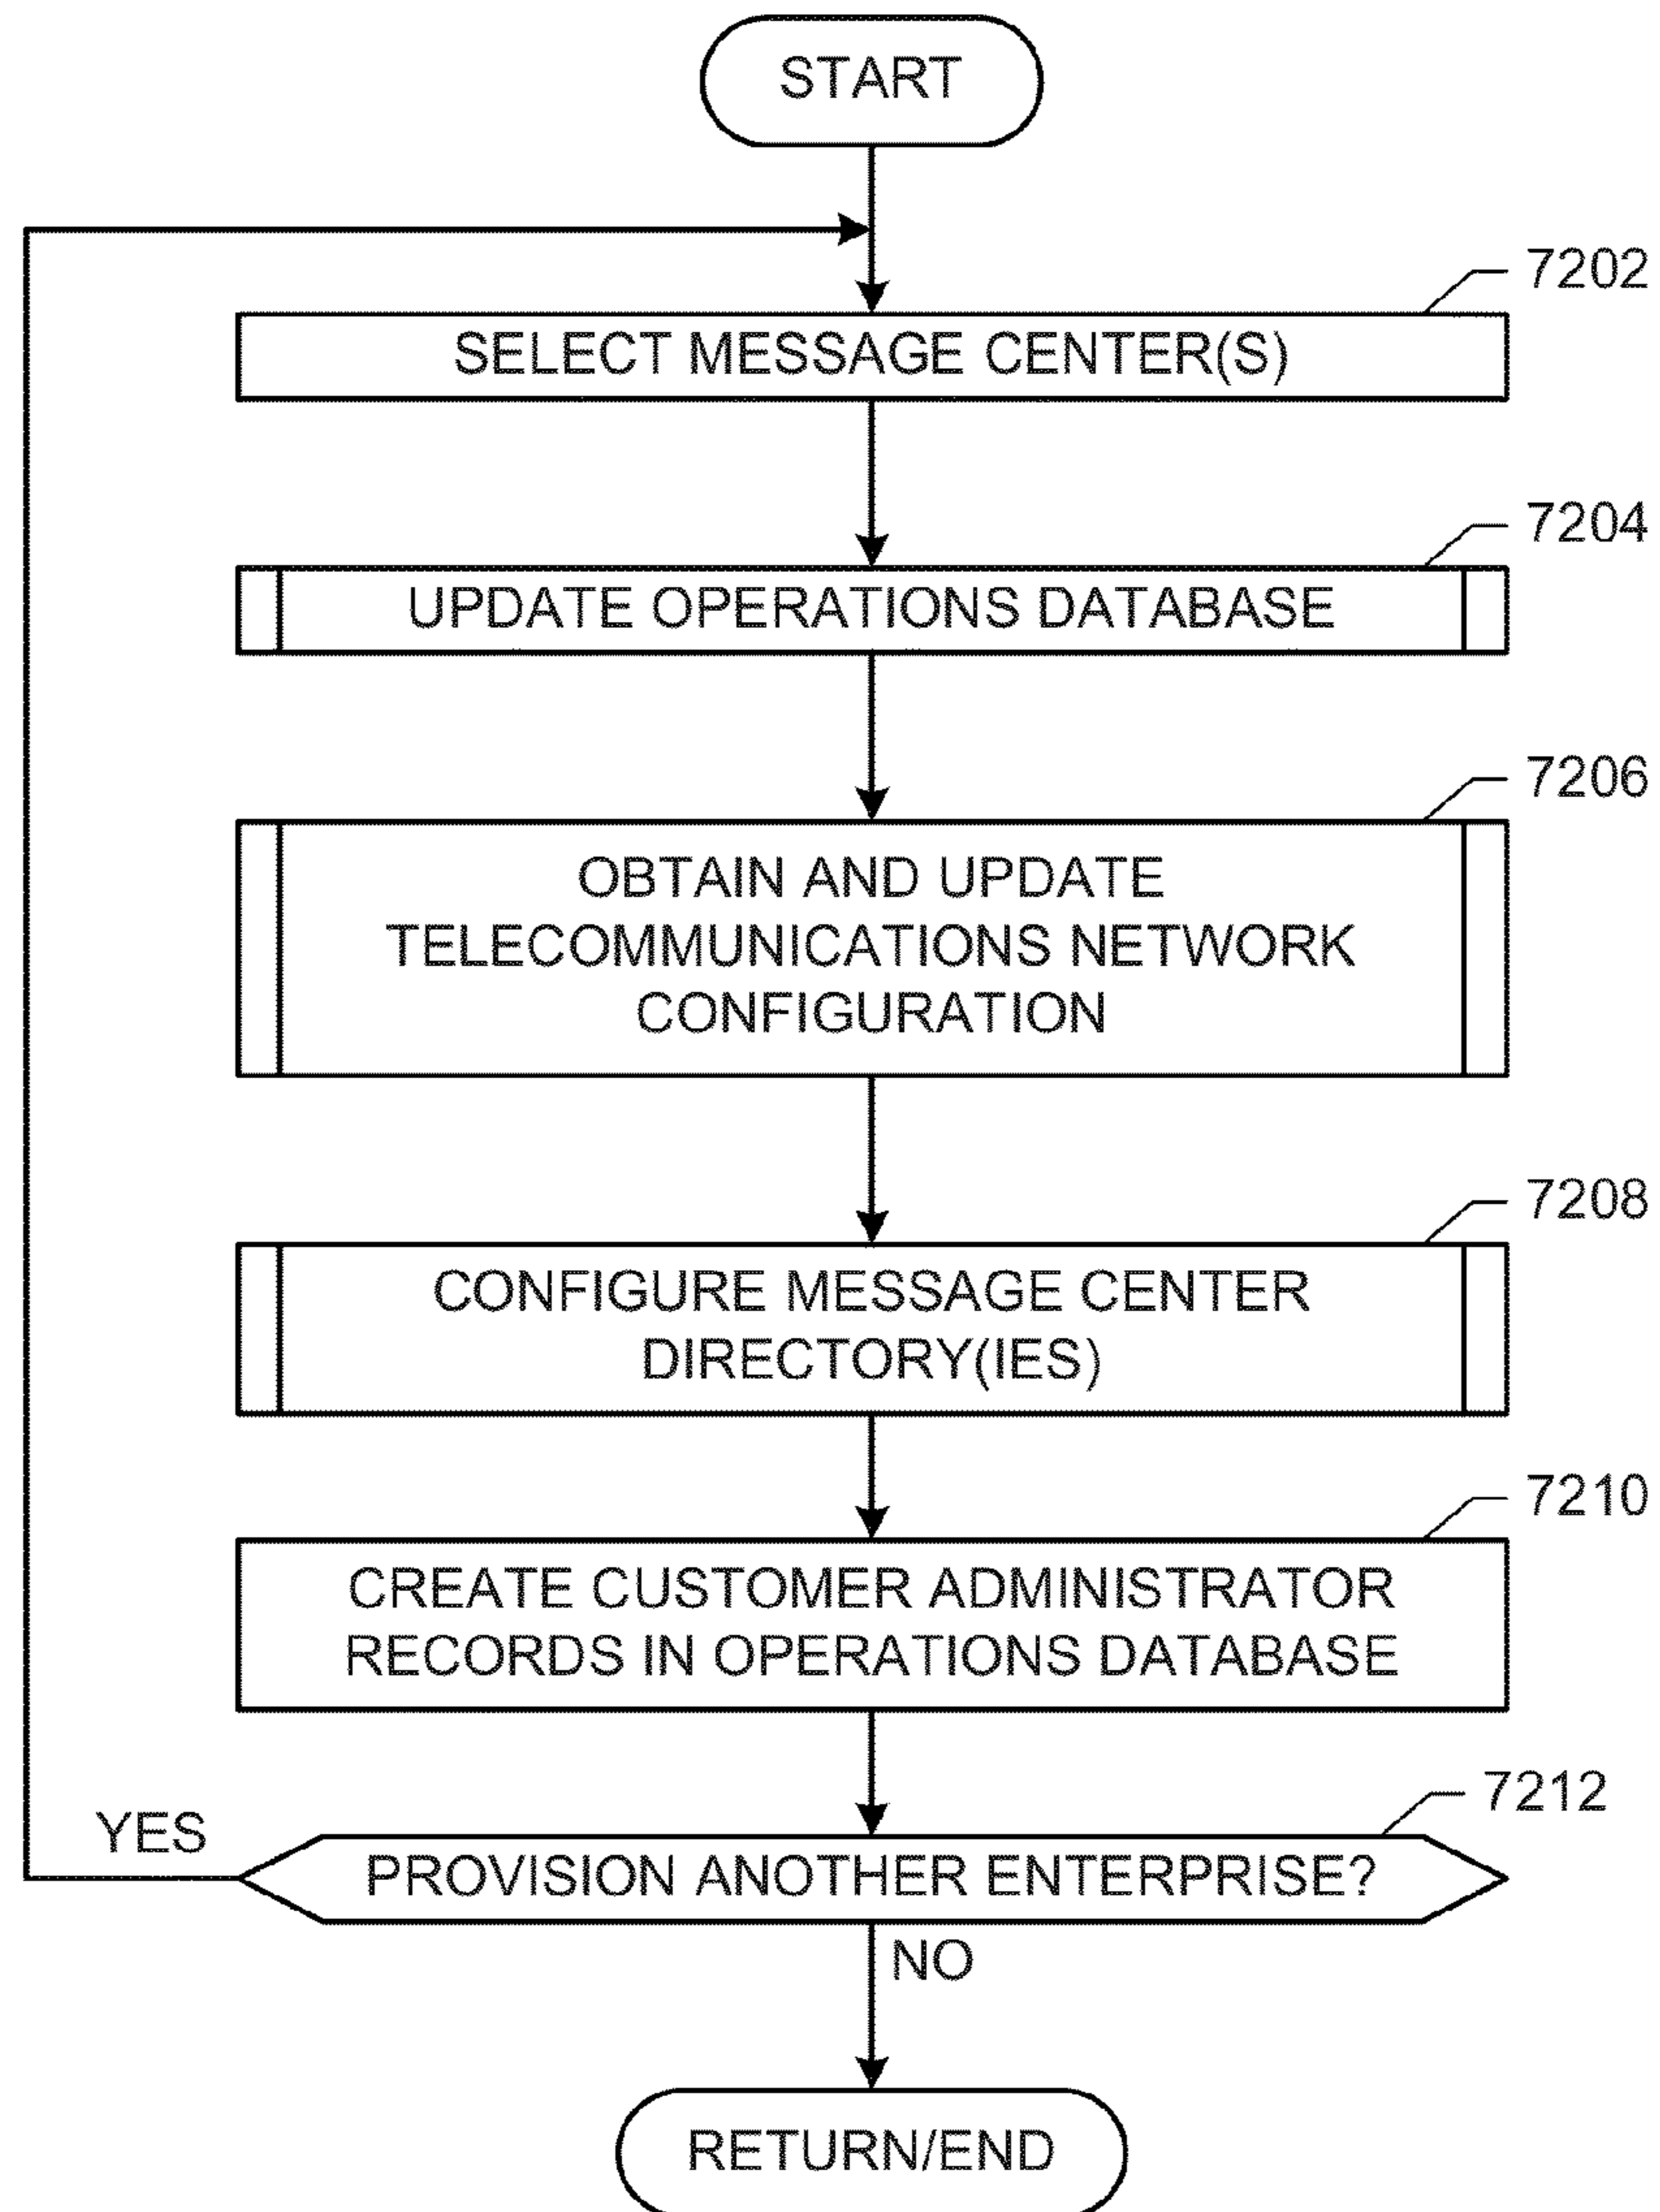 START
7202
SELECT MESSAGE CENTER(S)
7204
UPDATE OPERATIONS DATABASE
7206
OBTAIN AND UPDATE
TELECOMMUNICATIONS NETWORK
CONFIGURATION
7208
CONFIGURE MESSAGE CENTER
DIRECTORY(IES)
7210
CREATE CUSTOMER ADMINISTRATOR
RECORDS IN OPERATIONS DATABASE
7212
YES
PROVISION ANOTHER ENTERPRISE?
NO
RETURN/END